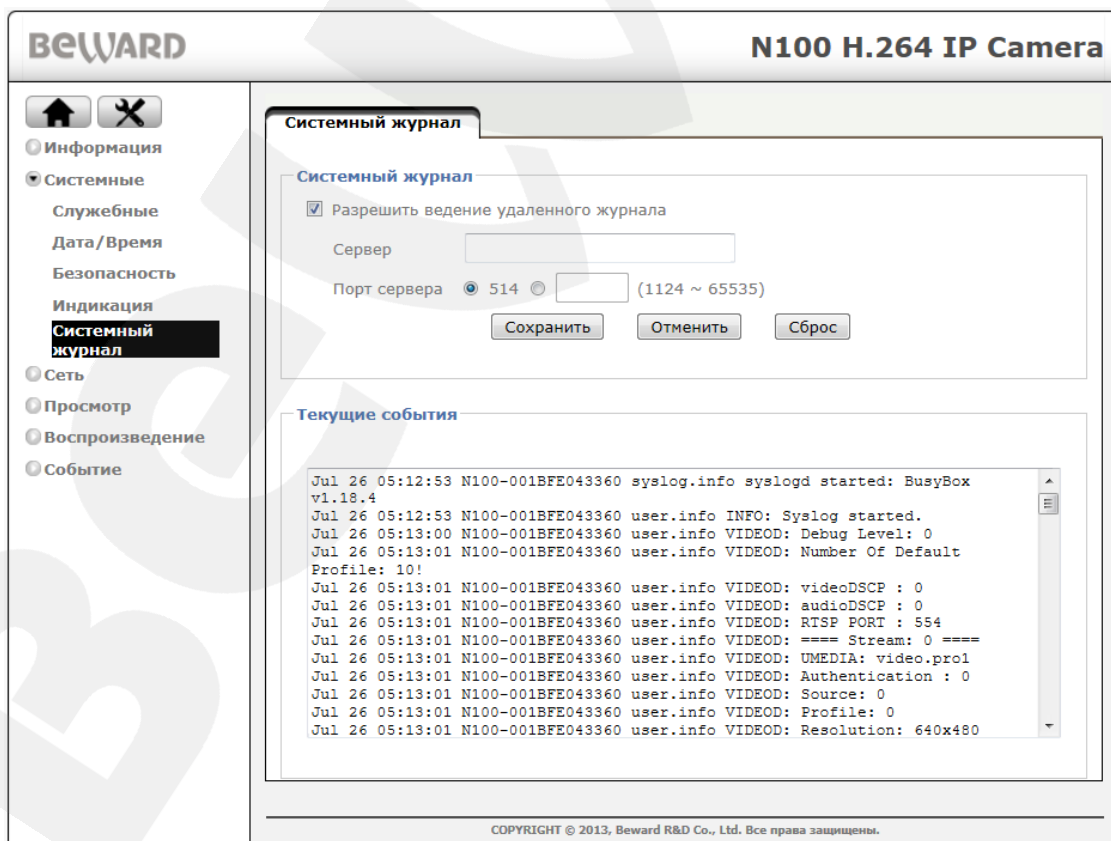 BEWARD
N100 H.264 IP Camera
Информация
Системные
Служебные
Дата/Время
Безопасность
Индикация
Системный
журнал
Сеть
Просмотр
Воспроизведение
Событие
Системный журнал
Системный журнал
Разрешить ведение удаленного журнала
Сервер
Порт сервера 514 (1124 ~ 65535)
Сохранить Отменить Сброс
Текущие события
Jul 26 05:12:53 N100-001BFE043360 syslog.info syslogd started: BusyBox
v1.18.4
Jul 26 05:12:53 N100-001BFE043360 user.info INFO: Syslog started.
Jul 26 05:13:00 N100-001BFE043360 user.info VIDEOD: Debug Level: 0
Jul 26 05:13:01 N100-001BFE043360 user.info VIDEOD: Number Of Default
Profile: 10!
Jul 26 05:13:01 N100-001BFE043360 user.info VIDEOD: videoDSCP : 0
Jul 26 05:13:01 N100-001BFE043360 user.info VIDEOD: audioDSCP : 0
Jul 26 05:13:01 N100-001BFE043360 user.info VIDEOD: RTSP PORT : 554
Jul 26 05:13:01 N100-001BFE043360 user.info VIDEOD: ==== Stream: 0 ====
Jul 26 05:13:01 N100-001BFE043360 user.info VIDEOD: UMEDIA: video.pro1
Jul 26 05:13:01 N100-001BFE043360 user.info VIDEOD: Authentication : 0
Jul 26 05:13:01 N100-001BFE043360 user.info VIDEOD: Source: 0
Jul 26 05:13:01 N100-001BFE043360 user.info VIDEOD: Profile: 0
Jul 26 05:13:01 N100-001BFE043360 user.info VIDEOD: Resolution: 640x480
COPYRIGHT © 2013, Beward R&D Co., Ltd. Все права защищены.